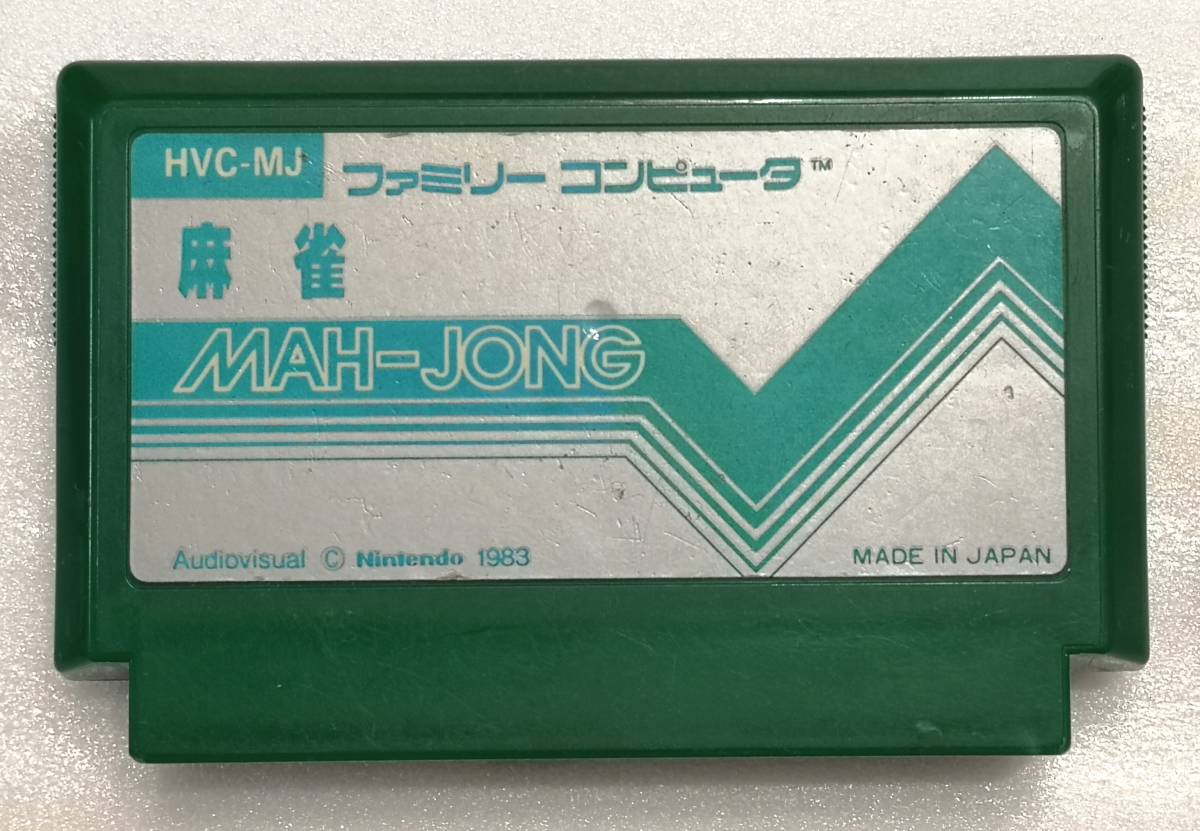 HVC-MJ
ファミリー コンピュータ™
麻雀
MAH-JONG
Audiovisual © Nintendo 1983
MADE IN JAPAN